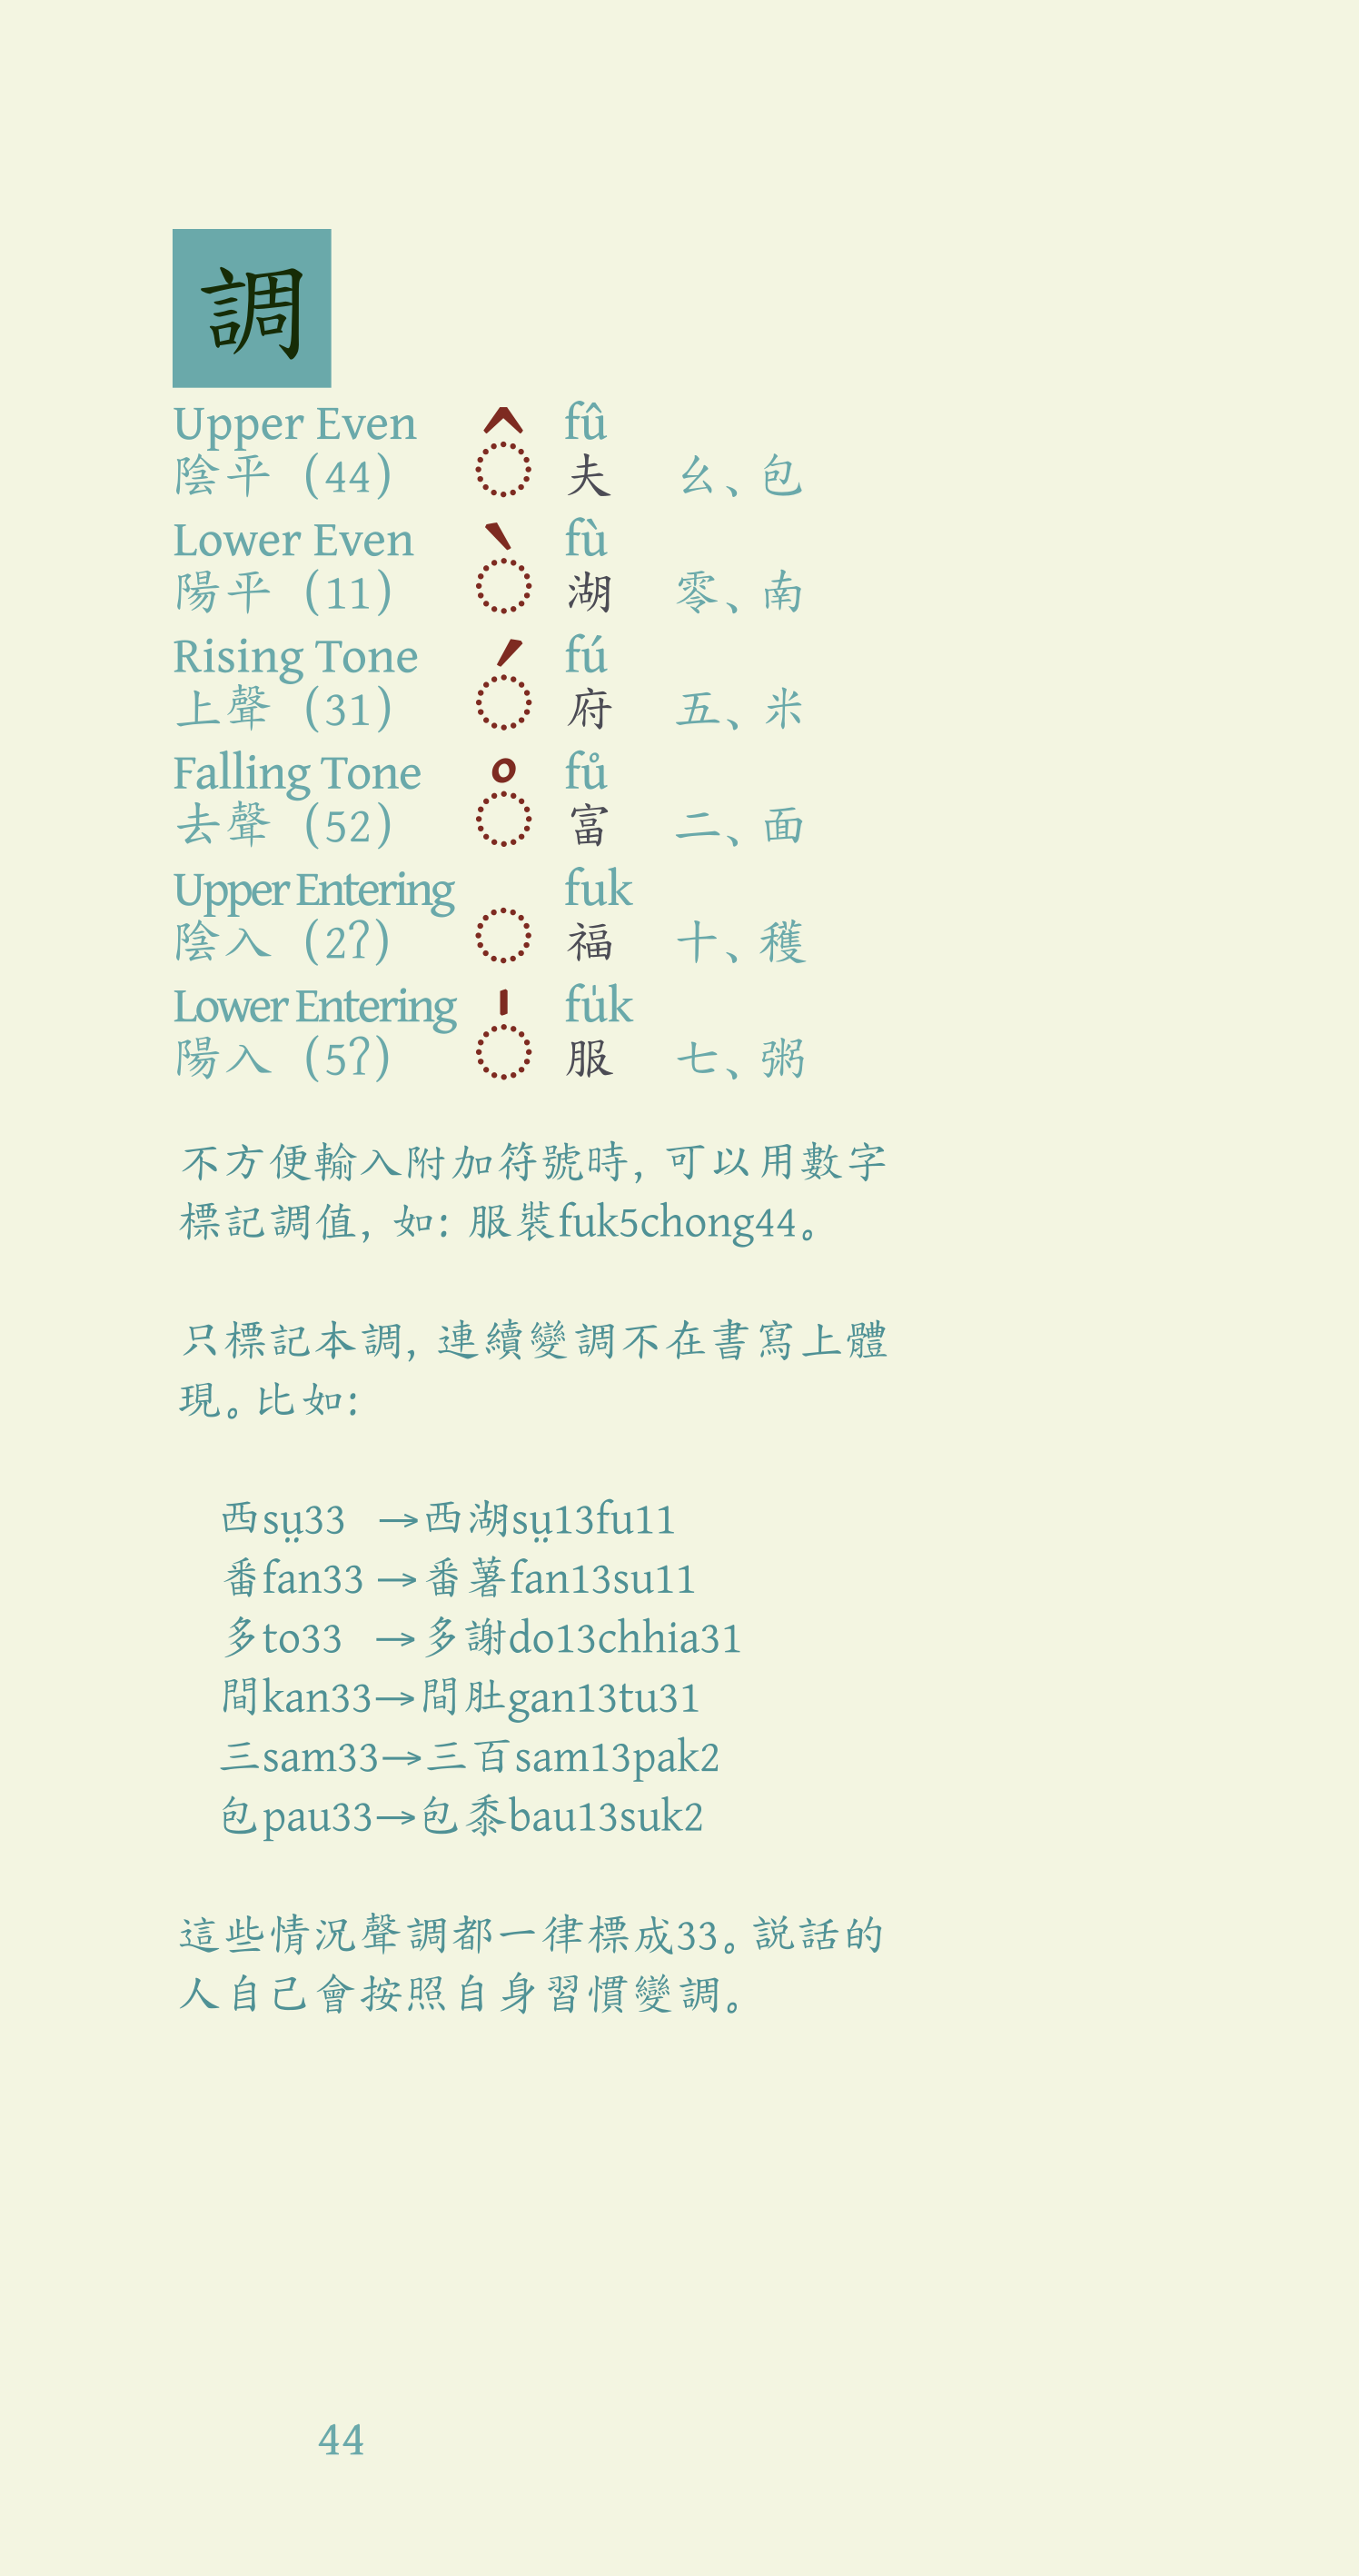 調
Upper Even ̂ fû
陰平 (44) ◌ 夫 幺、包
Lower Even ̀ fù
陽平 (11) ◌ 湖 零、南
Rising Tone ́ fú
上聲 (31) ◌ 府 五、米
Falling Tone ̊ fů
去聲 (52) ◌ 富 二、面
Upper Entering fuk
陰入 (2ʔ) ◌ 福 十、穫
Lower Entering ̍ fu̍k
陽入 (5ʔ) ◌ 服 七、粥
不方便輸入附加符號時, 可以用數字
標記調值, 如: 服裝fuk5chong44。
只標記本調, 連續變調不在書寫上體
現。比如:
西sṳ33 →西湖sṳ13fu11
番fan33 →番薯fan13su11
多to33 →多謝do13chhia31
間kan33→間肚gan13tu31
三sam33→三百sam13pak2
包pau33→包黍bau13suk2
這些情況聲調都一律標成33。説話的
人自己會按照自身習慣變調。
44